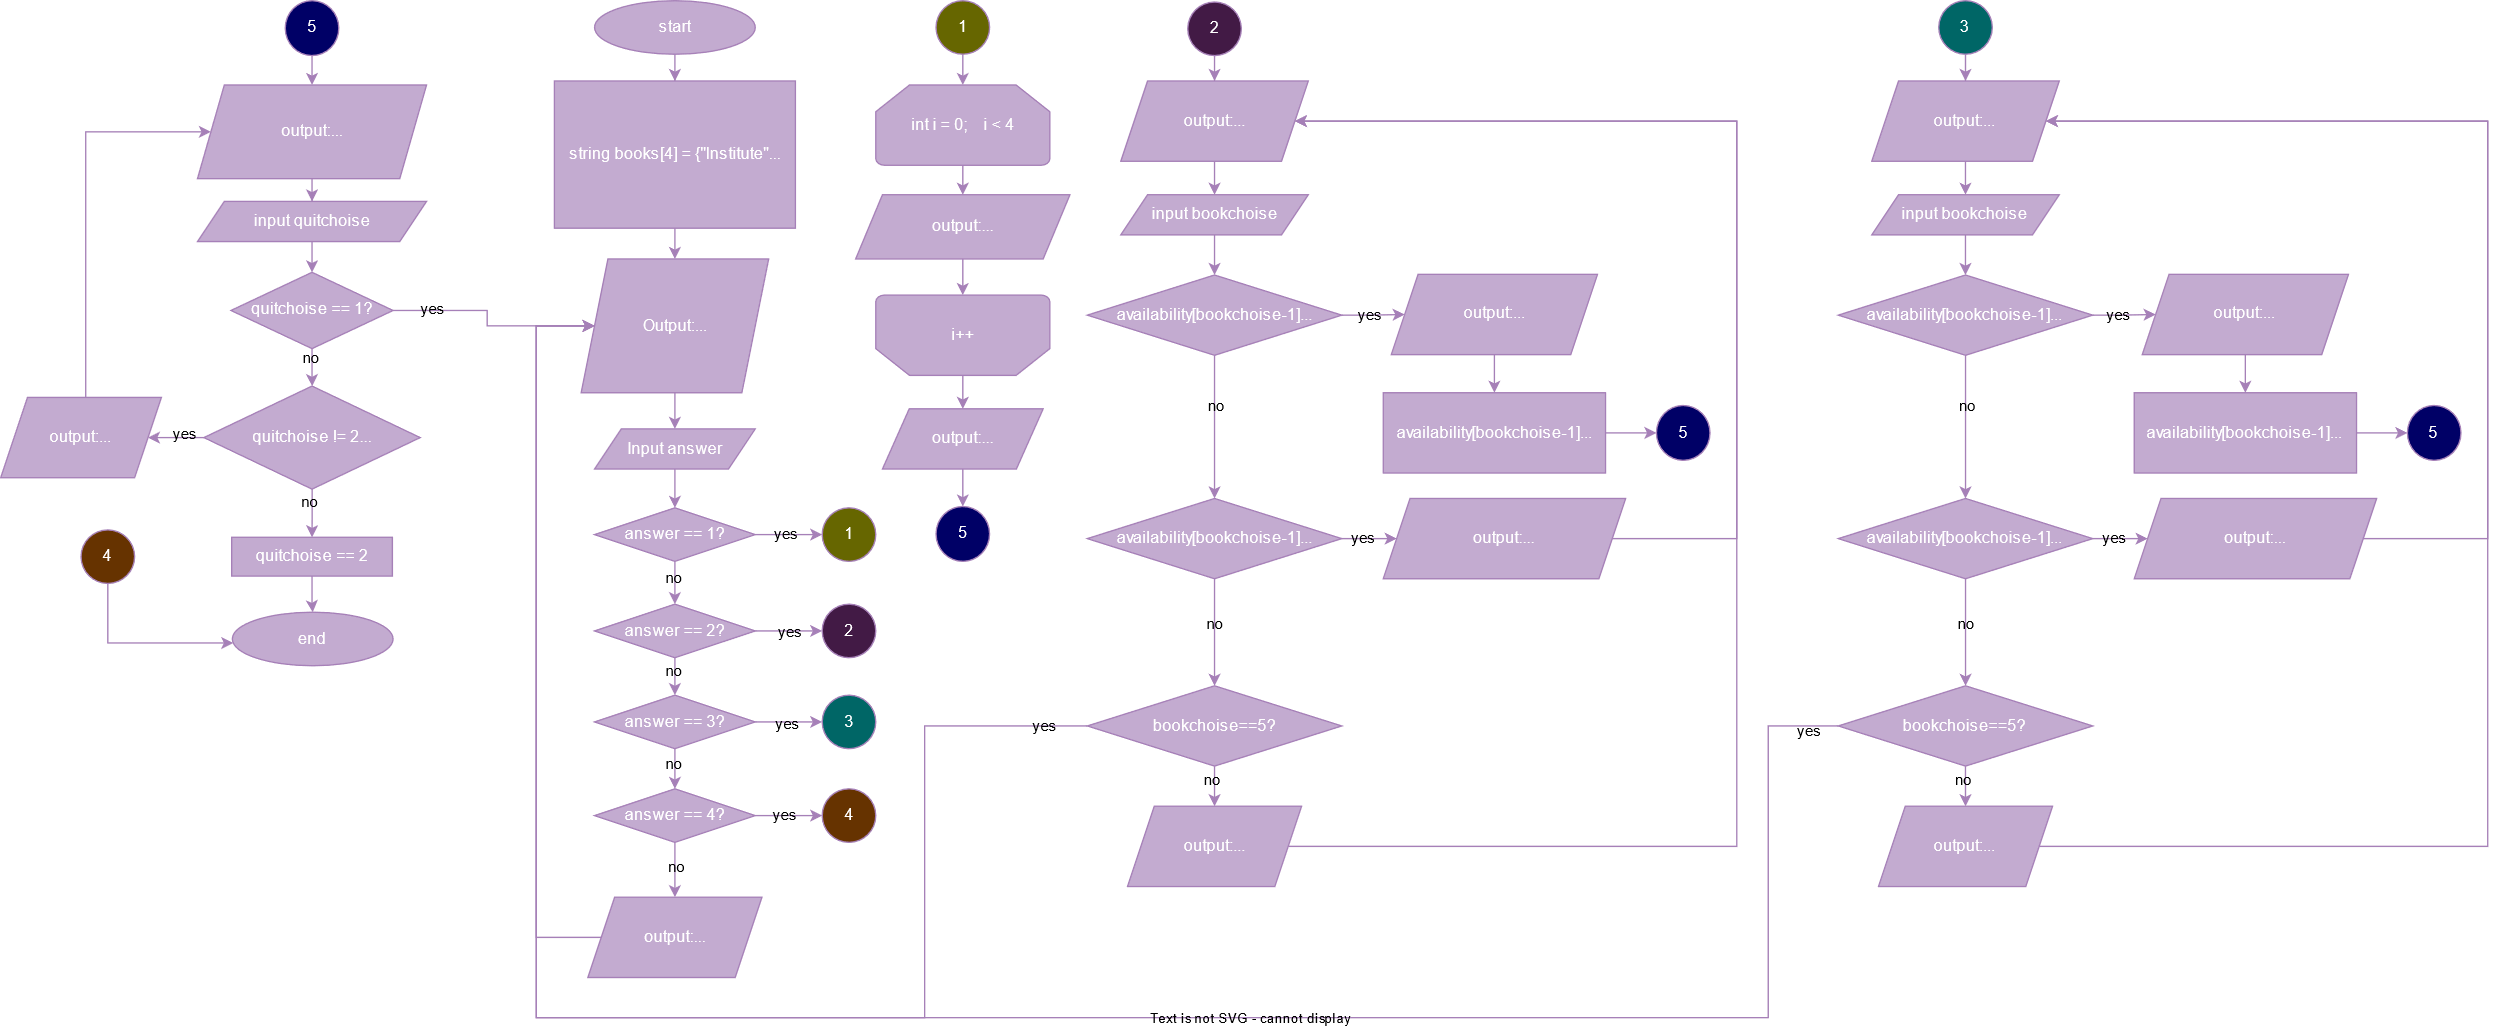 5
output:...
input quitchoise
quitchoise == 1?
yes
no
quitchoise != 2...
yes
output:...
no
quitchoise == 2
4
end
start
string books[4] = {"Institute"...
Output:...
Input answer
answer == 1?
yes
1
no
answer == 2?
yes
2
no
answer == 3?
yes
3
no
answer == 4?
yes
4
no
output:...
1
int i = 0; i < 4
output:...
i++
output:...
5
2
output:...
input bookchoise
availability[bookchoise-1]...
yes
output:...
availability[bookchoise-1]...
5
no
availability[bookchoise-1]...
yes
output:...
no
bookchoise==5?
yes
no
output:...
3
output:...
input bookchoise
availability[bookchoise-1]...
yes
output:...
availability[bookchoise-1]...
5
no
availability[bookchoise-1]...
yes
output:...
no
bookchoise==5?
yes
no
output:...
Text is not SVG - cannot display